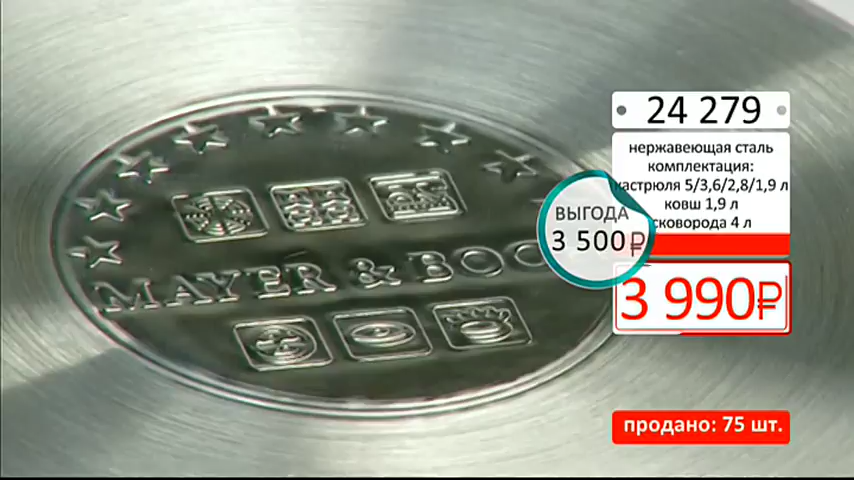 24 279
нержавеющая сталь
комплектация:
кастрюля 5/3,6/2,8/1,9 л
ковш 1,9 л
сковорода 4 л
ВЫГОДА
3 500₽
3 990₽
MAYER & BOC
продано: 75 шт.